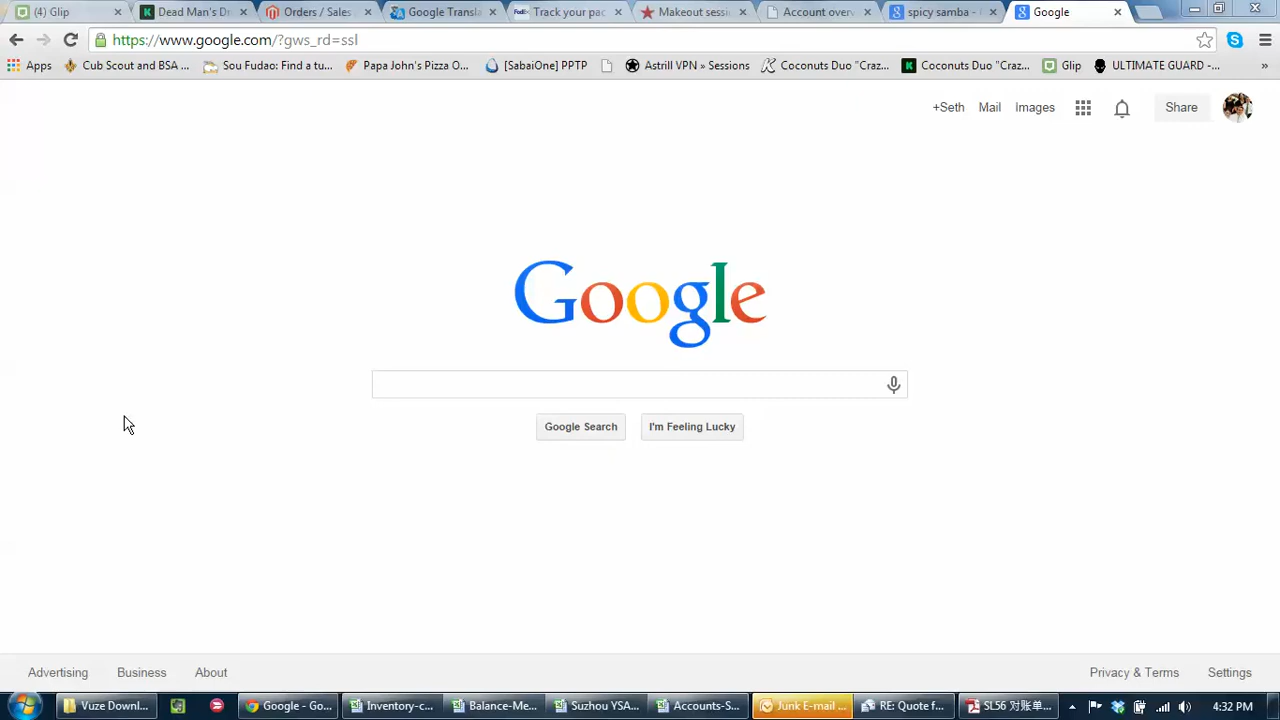 (4) Glip
Dead Man's Dr
Orders / Sales
Google Transla
FedEx Track your pac
Makeout sessi
Account overv
spicy samba -
Google
https://www.google.com/?gws_rd=ssl
Apps
Cub Scout and BSA ...
Sou Fudao: Find a tu...
Papa John's Pizza O...
[SabaiOne] PPTP
Astrill VPN » Sessions
Coconuts Duo "Craz...
Coconuts Duo "Craz...
Glip
ULTIMATE GUARD -...
»
+Seth Mail Images Share
Google
Google Search I'm Feeling Lucky
Advertising Business About Privacy & Terms Settings
Vuze Downl...
Google - Go...
Inventory-c...
Balance-Me...
Suzhou YSA...
Accounts-S...
Junk E-mail ...
RE: Quote f...
SL56 对账单...
4:32 PM